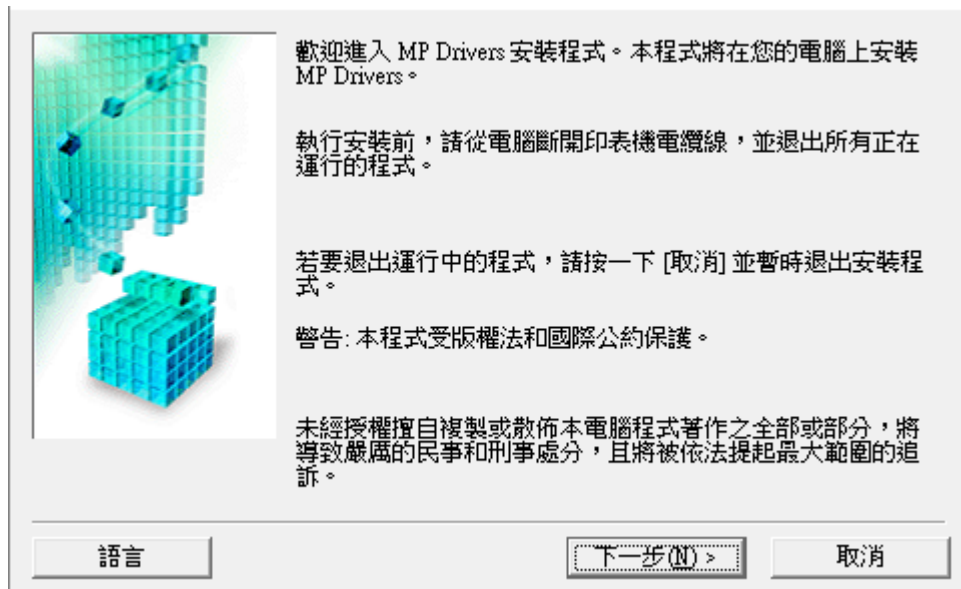 歡迎進入 MP Drivers 安裝程式。本程式將在您的電腦上安裝
MP Drivers。
執行安裝前，請從電腦斷開印表機電纜線，並退出所有正在
運行的程式。
若要退出運行中的程式，請按一下 [取消] 並暫時退出安裝程
式。
警告: 本程式受版權法和國際公約保護。
未經授權擅自複製或散佈本電腦程式著作之全部或部分，將
導致嚴厲的民事和刑事處分，且將被依法提起最大範圍的追
訴。
語言
下一步(N) >
取消